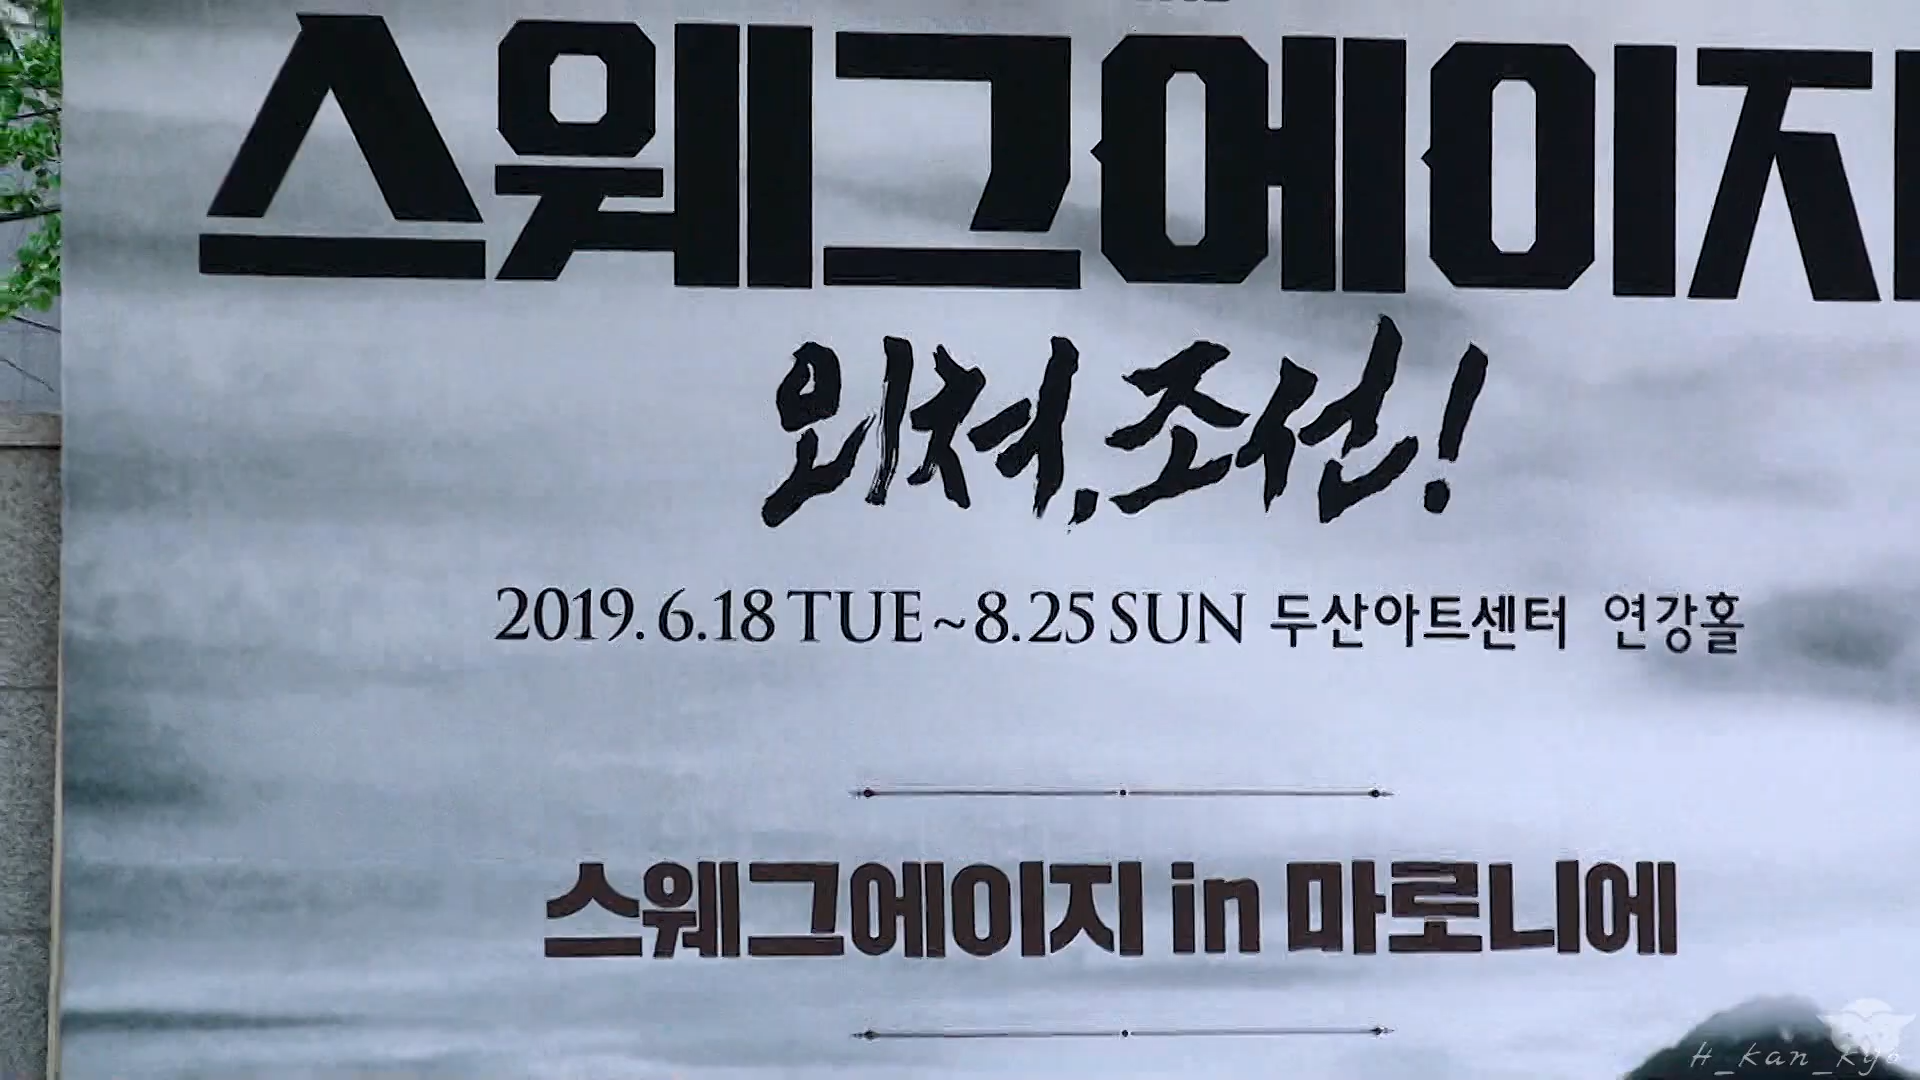 스웨그에이지
외쳐, 조선!
2019. 6.18 TUE ~ 8.25 SUN 두산아트센터 연강홀
스웨그에이지 in 마로니에
H_kan_kyo